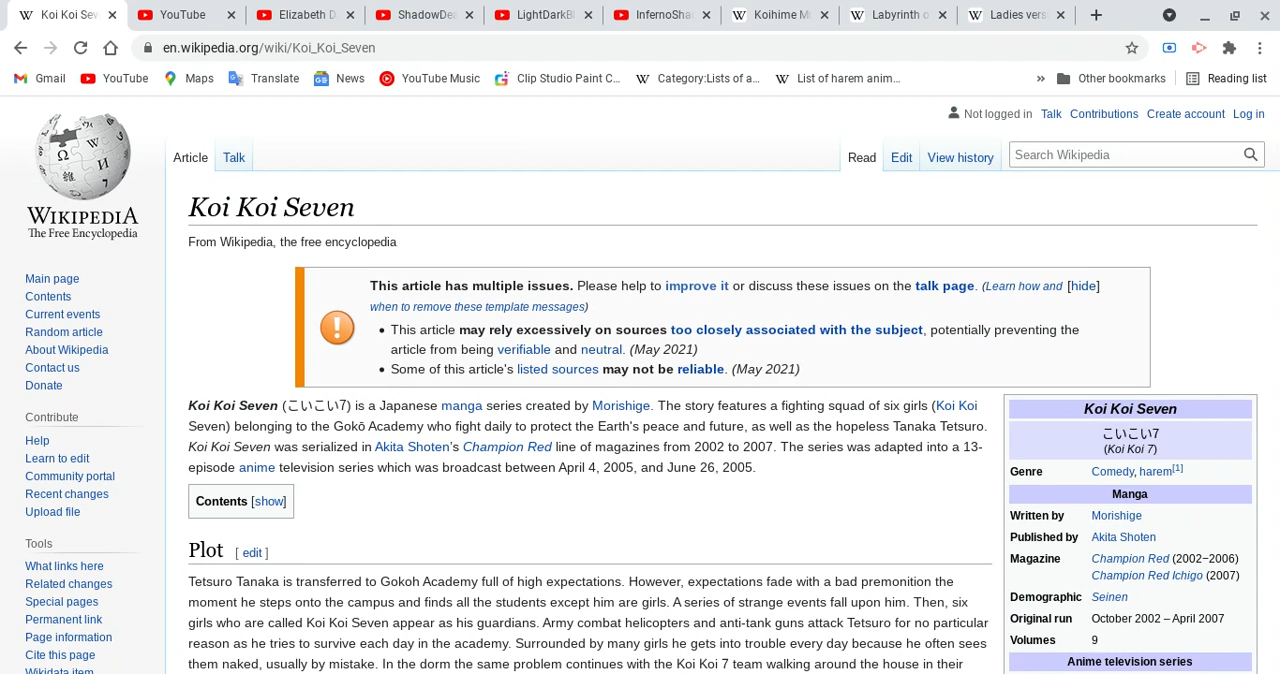 Koi Koi Sev
YouTube
Elizabeth D
ShadowDea
LightDarkBl
InfernoSha
Koihime M
Labyrinth o
Ladies vers
en.wikipedia.org/wiki/Koi_Koi_Seven
Gmail YouTube Maps Translate News YouTube Music Clip Studio Paint C... Category:Lists of a... List of harem anim... » Other bookmarks Reading list
Not logged in Talk Contributions Create account Log in
Article Talk Read Edit View history Search Wikipedia
WIKIPEDIA
The Free Encyclopedia
Main page
Contents
Current events
Random article
About Wikipedia
Contact us
Donate
Contribute
Help
Learn to edit
Community portal
Recent changes
Upload file
Tools
What links here
Related changes
Special pages
Permanent link
Page information
Cite this page
Wikidata item
Koi Koi Seven
From Wikipedia, the free encyclopedia
This article has multiple issues. Please help to improve it or discuss these issues on the talk page. (Learn how and [hide]
when to remove these template messages)
• This article may rely excessively on sources too closely associated with the subject, potentially preventing the
article from being verifiable and neutral. (May 2021)
• Some of this article's listed sources may not be reliable. (May 2021)
Koi Koi Seven (こいこい7) is a Japanese manga series created by Morishige. The story features a fighting squad of six girls (Koi Koi
Seven) belonging to the Gokō Academy who fight daily to protect the Earth's peace and future, as well as the hopeless Tanaka Tetsuro.
Koi Koi Seven was serialized in Akita Shoten's Champion Red line of magazines from 2002 to 2007. The series was adapted into a 13-
episode anime television series which was broadcast between April 4, 2005, and June 26, 2005.
Contents [show]
Plot [ edit ]
Tetsuro Tanaka is transferred to Gokoh Academy full of high expectations. However, expectations fade with a bad premonition the
moment he steps onto the campus and finds all the students except him are girls. A series of strange events fall upon him. Then, six
girls who are called Koi Koi Seven appear as his guardians. Army combat helicopters and anti-tank guns attack Tetsuro for no particular
reason as he tries to survive each day in the academy. Surrounded by many girls he gets into trouble every day because he often sees
them naked, usually by mistake. In the dorm the same problem continues with the Koi Koi 7 team walking around the house in their
Koi Koi Seven
こいこい7
(Koi Koi 7)
Genre Comedy, harem[1]
Manga
Written by Morishige
Published by Akita Shoten
Magazine Champion Red (2002–2006)
Champion Red Ichigo (2007)
Demographic Seinen
Original run October 2002 – April 2007
Volumes 9
Anime television series